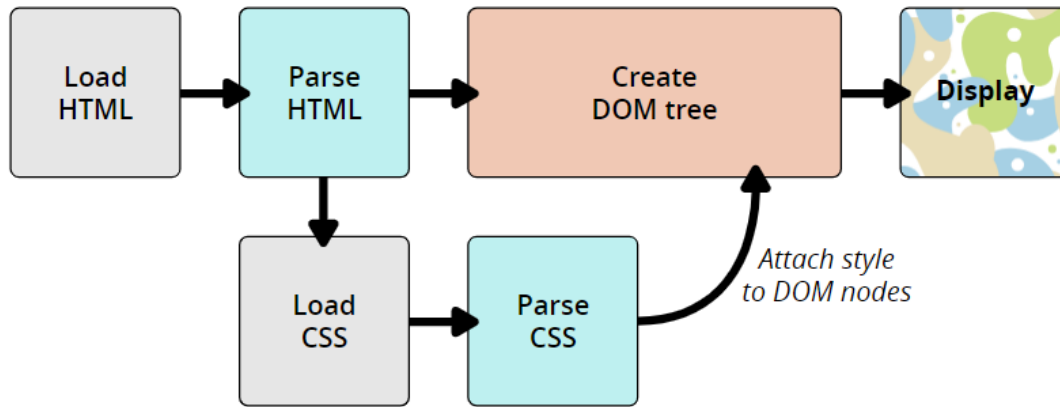 Load
HTML
Parse
HTML
Create
DOM tree
Display
Load
CSS
Parse
CSS
Attach style
to DOM nodes